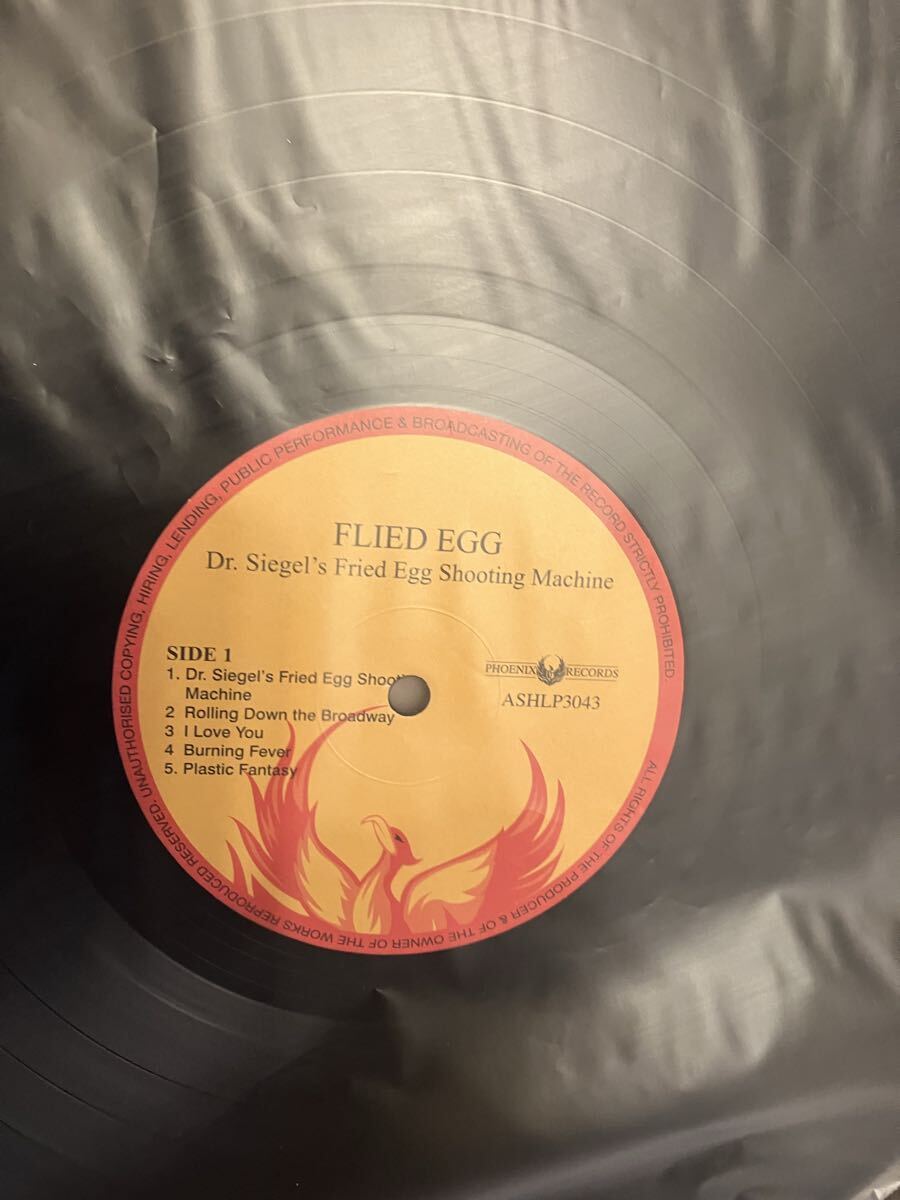 UNAUTHORISED COPYING, HIRING, LENDING, PUBLIC PERFORMANCE & BROADCASTING OF THE RECORD STRICTLY PROHIBITED.
FLIED EGG
Dr. Siegel's Fried Egg Shooting Machine
SIDE 1
1. Dr. Siegel's Fried Egg Shoot
Machine
2 Rolling Down the Broadway
3 I Love You
4 Burning Fever
5. Plastic Fantasy
PHOENIX RECORDS
ASHLP3043
ALL RIGHTS OF THE PRODUCER & OF THE OWNER OF THE WORKS REPRODUCED RESERVED.